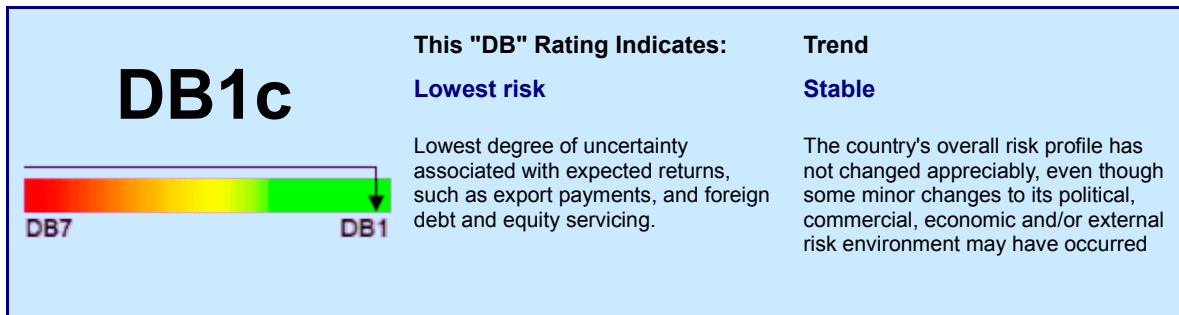 DB1c
DB7
DB1
This "DB" Rating Indicates:
Lowest risk
Lowest degree of uncertainty
associated with expected returns,
such as export payments, and foreign
debt and equity servicing.
Trend
Stable
The country's overall risk profile has
not changed appreciably, even though
some minor changes to its political,
commercial, economic and/or external
risk environment may have occurred